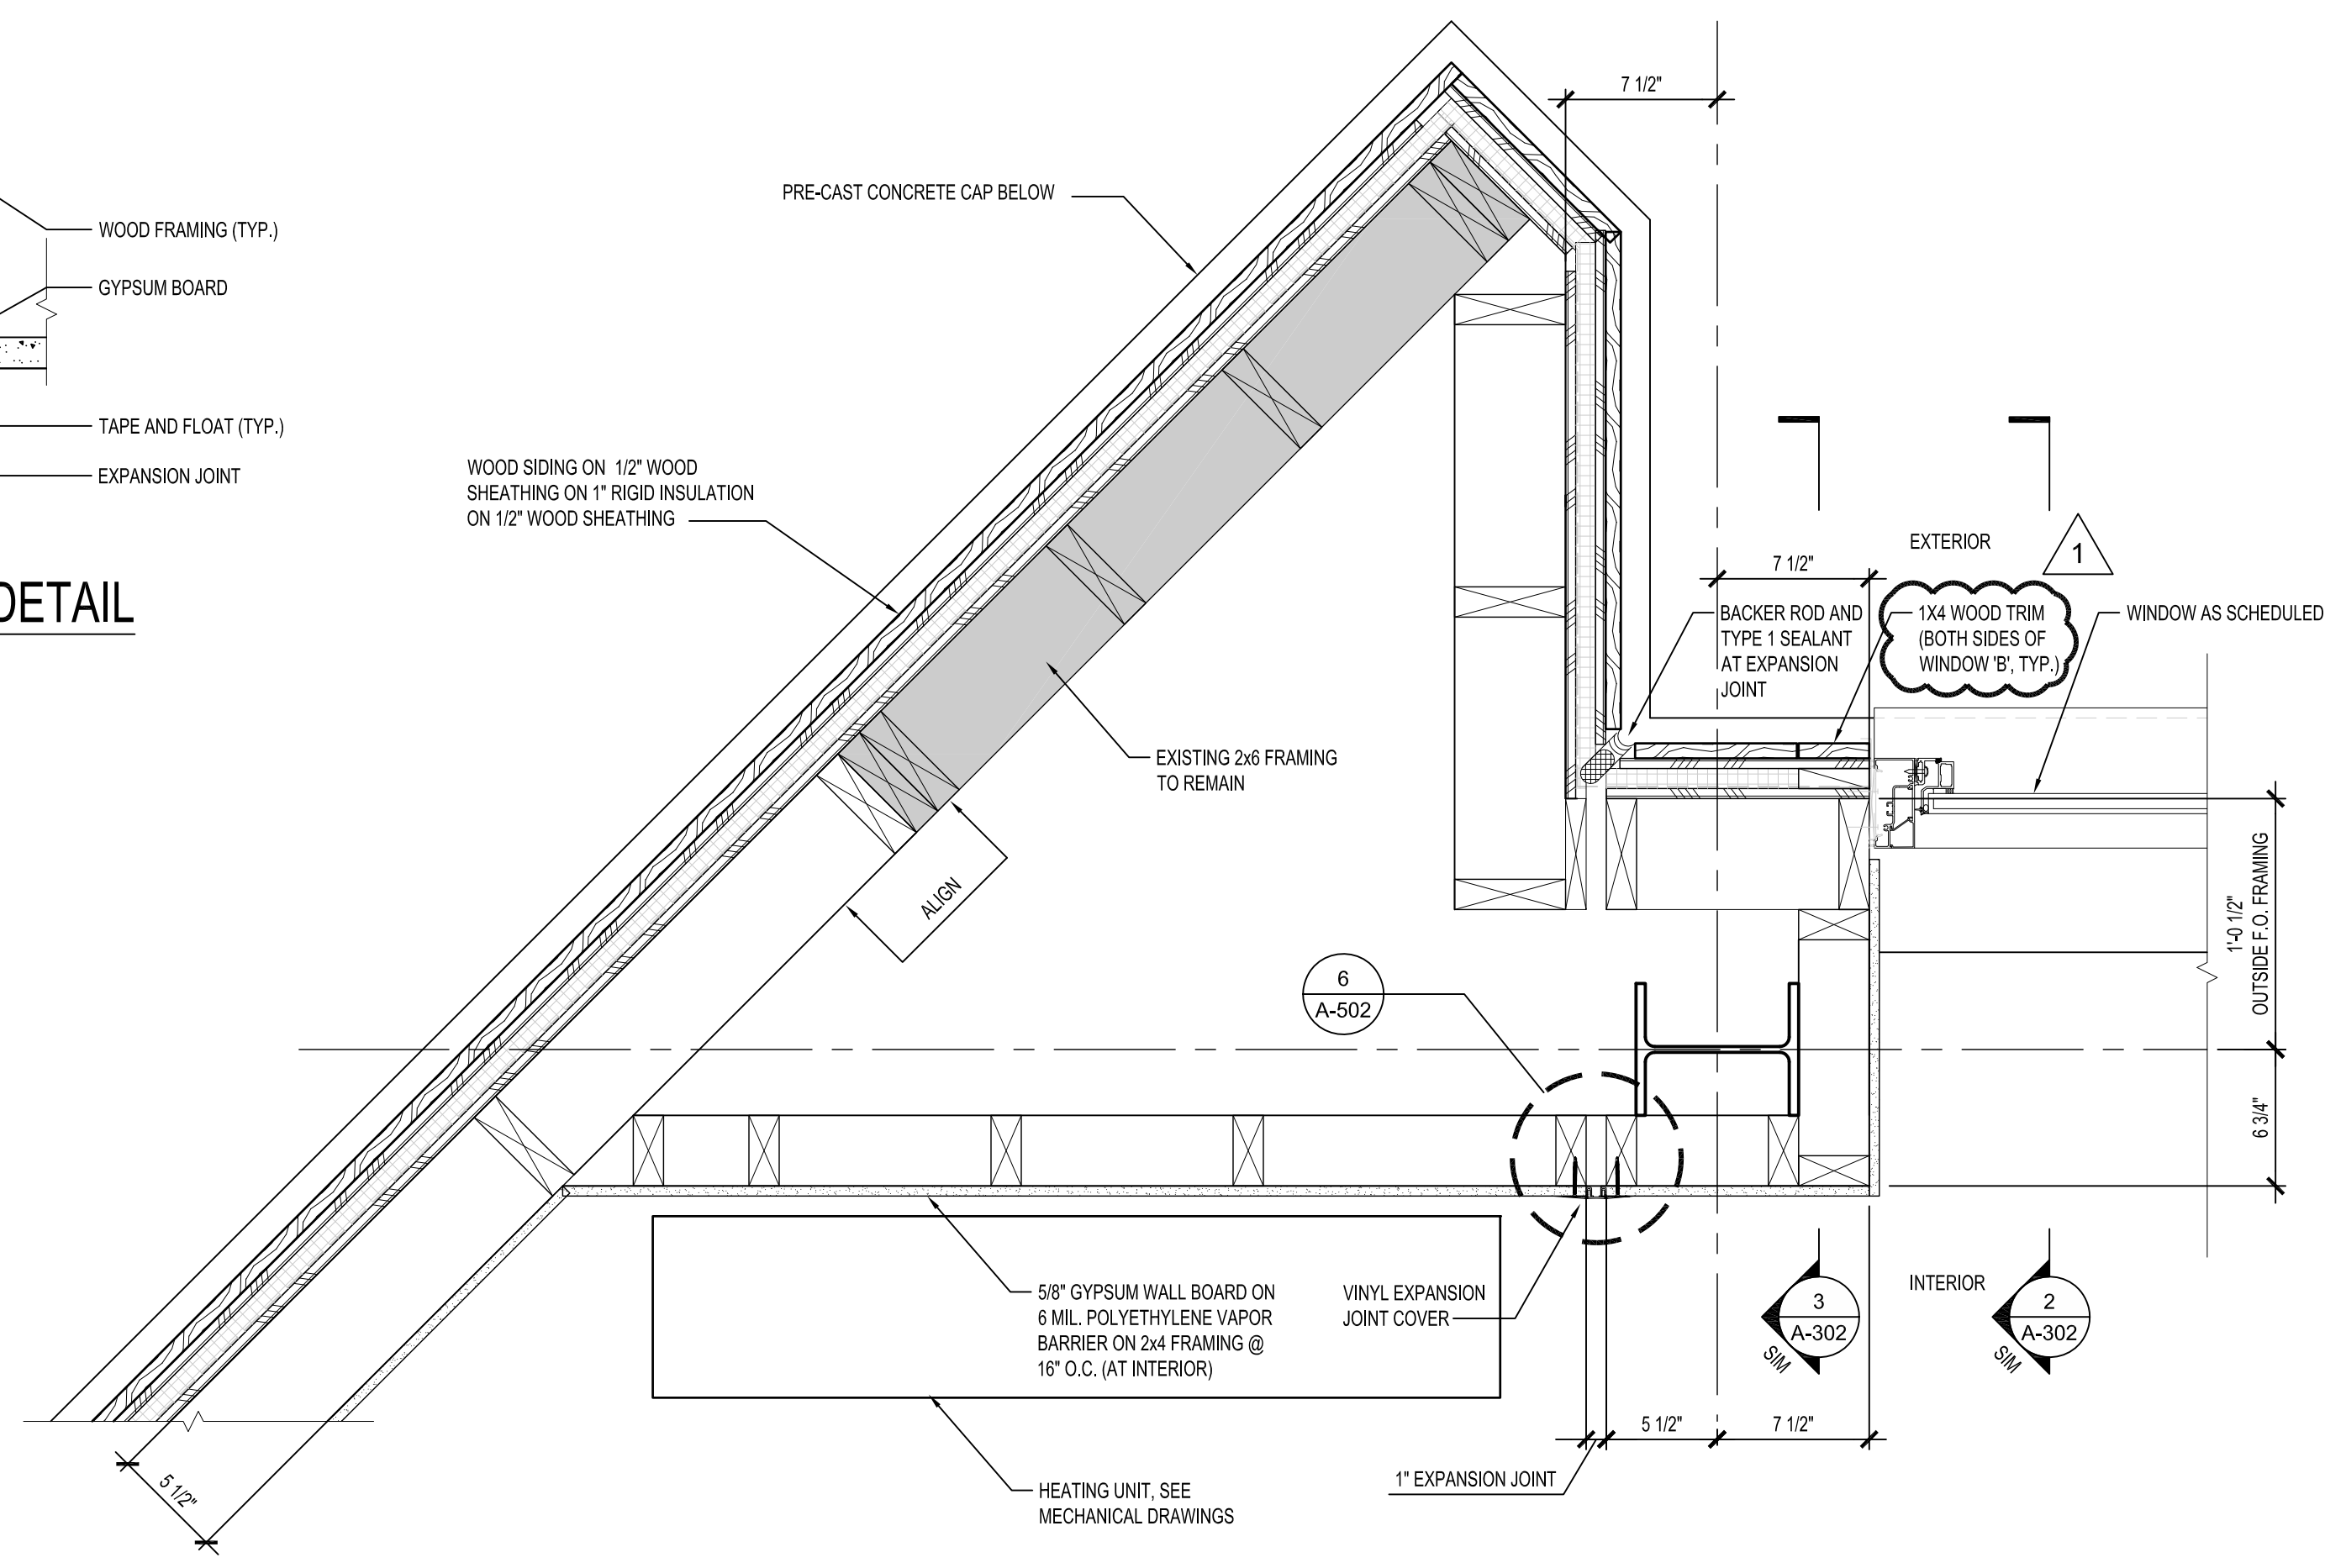 WOOD FRAMING (TYP.)
GYPSUM BOARD
TAPE AND FLOAT (TYP.)
EXPANSION JOINT
DETAIL
PRE-CAST CONCRETE CAP BELOW
7 1/2"
WOOD SIDING ON 1/2" WOOD
SHEATHING ON 1" RIGID INSULATION
ON 1/2" WOOD SHEATHING
EXISTING 2x6 FRAMING
TO REMAIN
ALIGN
EXTERIOR
1
7 1/2"
BACKER ROD AND
TYPE 1 SEALANT
AT EXPANSION
JOINT
1X4 WOOD TRIM
(BOTH SIDES OF
WINDOW 'B', TYP.)
WINDOW AS SCHEDULED
1'-0 1/2"
OUTSIDE F.O. FRAMING
6 3/4"
6
A-502
5/8" GYPSUM WALL BOARD ON
6 MIL. POLYETHYLENE VAPOR
BARRIER ON 2x4 FRAMING @
16" O.C. (AT INTERIOR)
VINYL EXPANSION
JOINT COVER
INTERIOR
3
A-302
SIM
2
A-302
SIM
5 1/2"
7 1/2"
1" EXPANSION JOINT
HEATING UNIT, SEE
MECHANICAL DRAWINGS
5 1/2"